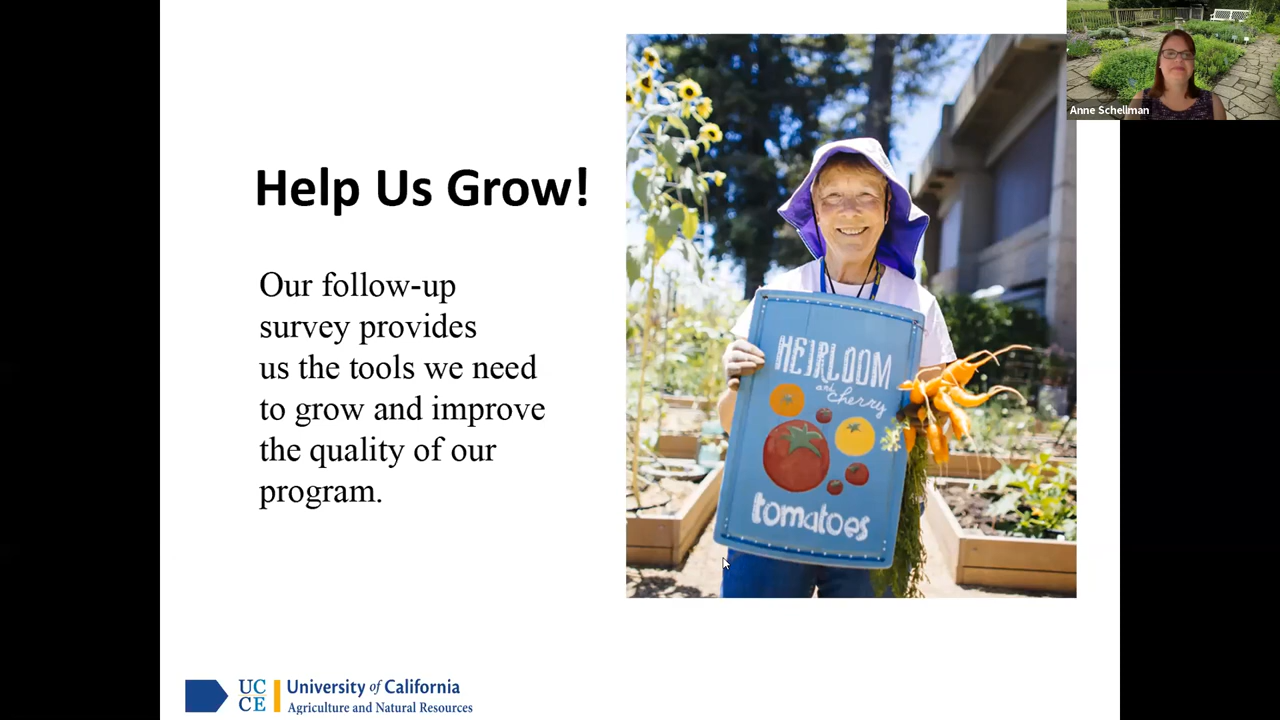 Anne Schellman
Help Us Grow!
Our follow-up
survey provides
us the tools we need
to grow and improve
the quality of our
program.
HEIRLOOM
and cherry
tomatoes
UC
CE
University of California
Agriculture and Natural Resources